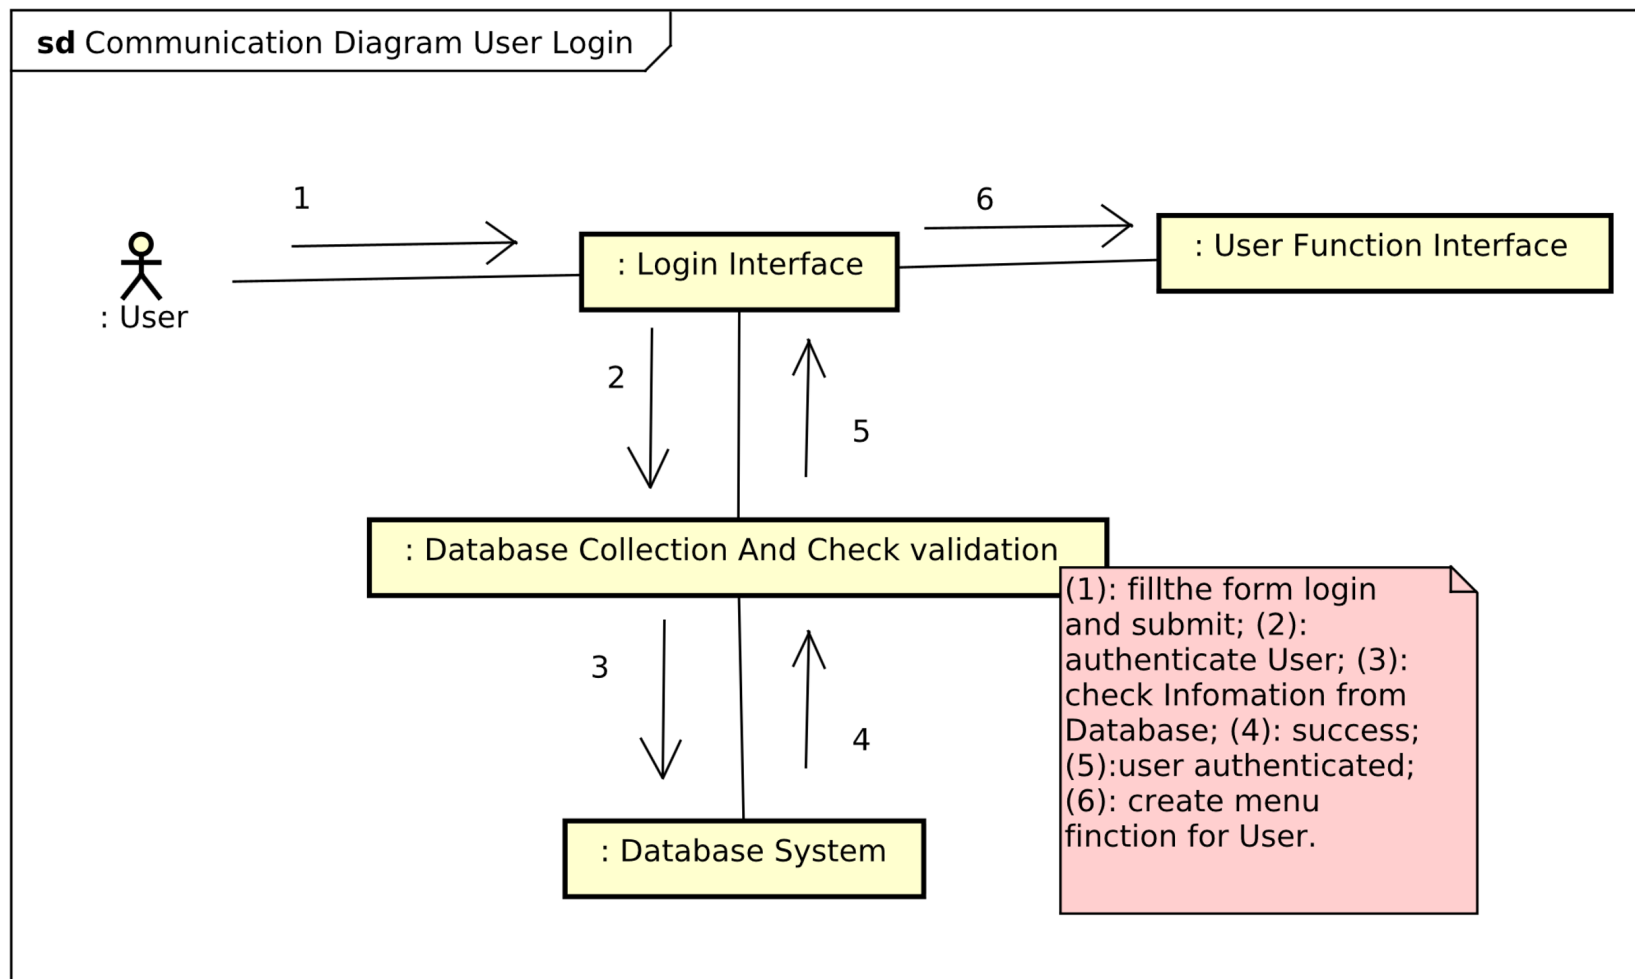 sd Communication Diagram User Login
1
6
: User
: Login Interface
: User Function Interface
2
5
: Database Collection And Check validation
3
4
: Database System
(1): fillthe form login
and submit; (2):
authenticate User; (3):
check Infomation from
Database; (4): success;
(5):user authenticated;
(6): create menu
finction for User.